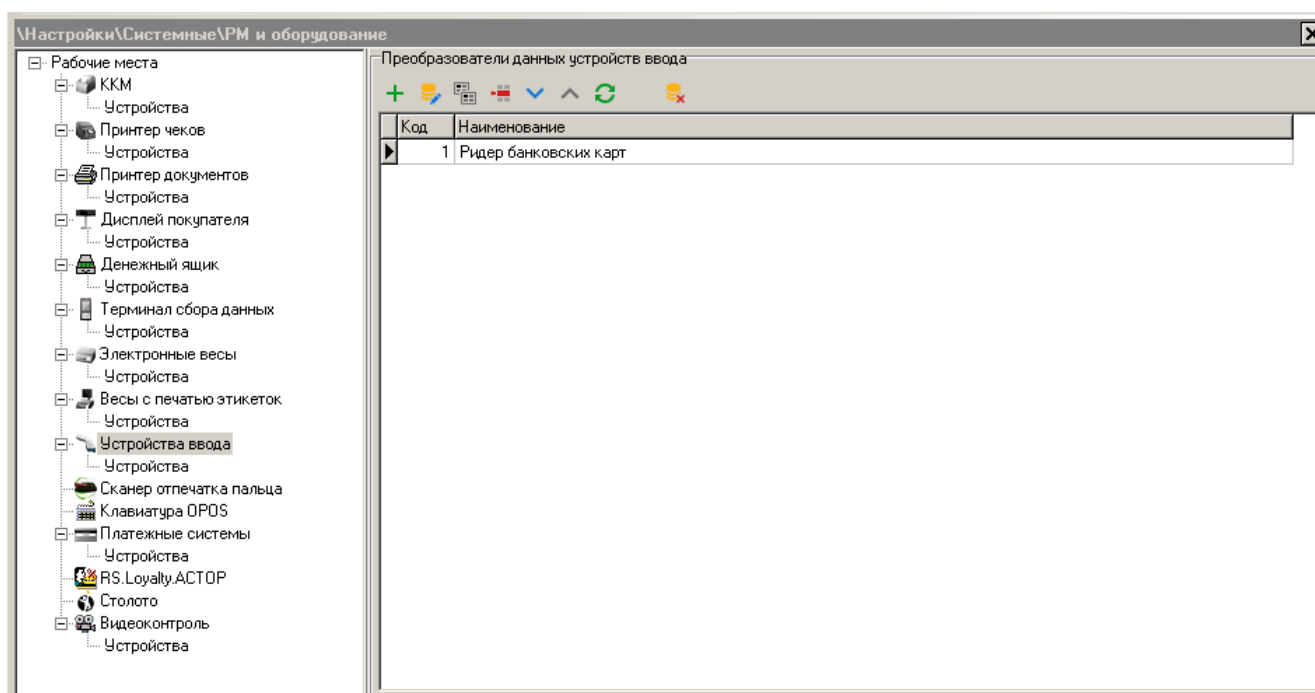 \Настройки\Системные\РМ и оборудование
Рабочие места
ККМ
Устройства
Принтер чеков
Устройства
Принтер документов
Устройства
Дисплей покупателя
Устройства
Денежный ящик
Устройства
Терминал сбора данных
Устройства
Электронные весы
Устройства
Весы с печатью этикеток
Устройства
Устройства ввода
Устройства
Сканер отпечатка пальца
Клавиатура OPOS
Платежные системы
Устройства
RS.Loyalty.АСТОР
Столото
Видеоконтроль
Устройства
Преобразователи данных устройств ввода
Код Наименование
1 Ридер банковских карт